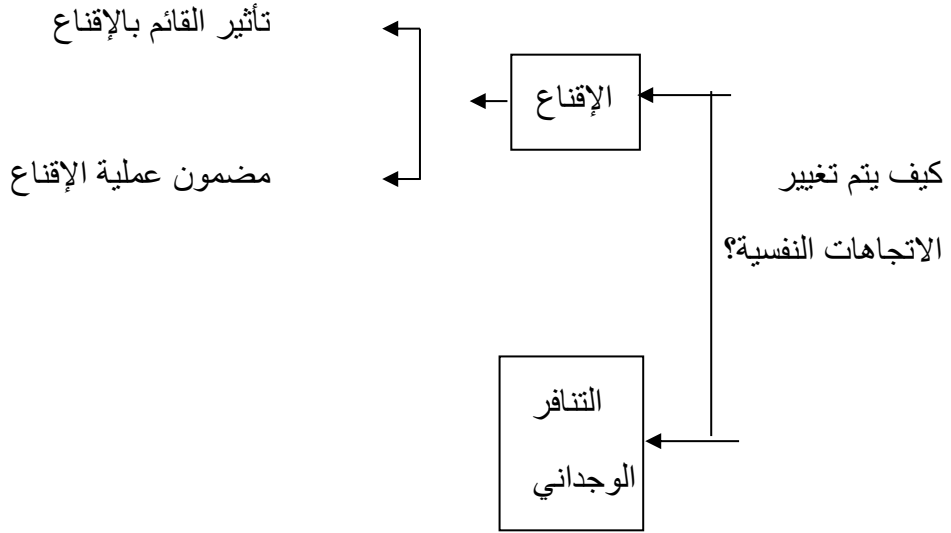 كيف يتم تغيير
الاتجاهات النفسية؟
الإقناع
تأثير القائم بالإقناع
مضمون عملية الإقناع
التنافر
الوجداني